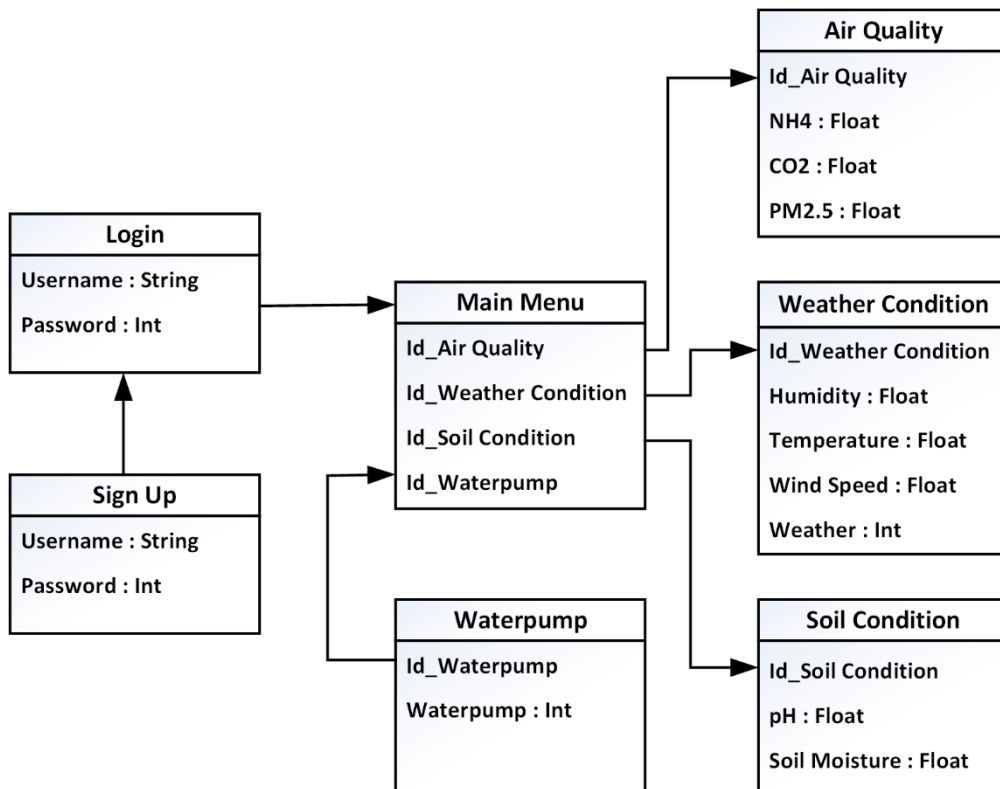 Air Quality
Id_Air Quality
NH4 : Float
CO2 : Float
PM2.5 : Float
Login
Username : String
Password : Int
Main Menu
Id_Air Quality
Id_Weather Condition
Id_Soil Condition
Id_Waterpump
Weather Condition
Id_Weather Condition
Humidity : Float
Temperature : Float
Wind Speed : Float
Weather : Int
Sign Up
Username : String
Password : Int
Waterpump
Id_Waterpump
Waterpump : Int
Soil Condition
Id_Soil Condition
pH : Float
Soil Moisture : Float